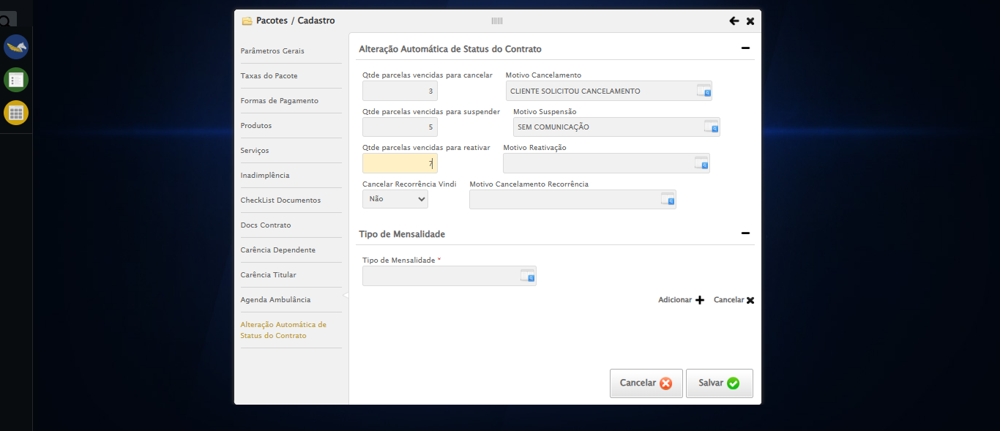 Pacotes / Cadastro
Parâmetros Gerais
Taxas do Pacote
Formas de Pagamento
Produtos
Serviços
Inadimplência
CheckList Documentos
Docs Contrato
Carência Dependente
Carência Titular
Agenda Ambulância
Alteração Automática de
Status do Contrato
Alteração Automática de Status do Contrato
Qtde parcelas vencidas para cancelar Motivo Cancelamento
3 CLIENTE SOLICITOU CANCELAMENTO
Qtde parcelas vencidas para suspender Motivo Suspensão
5 SEM COMUNICAÇÃO
Qtde parcelas vencidas para reativar Motivo Reativação
7
Cancelar Recorrência Vindi Motivo Cancelamento Recorrência
Não
Tipo de Mensalidade
Tipo de Mensalidade *
Adicionar Cancelar
Cancelar Salvar